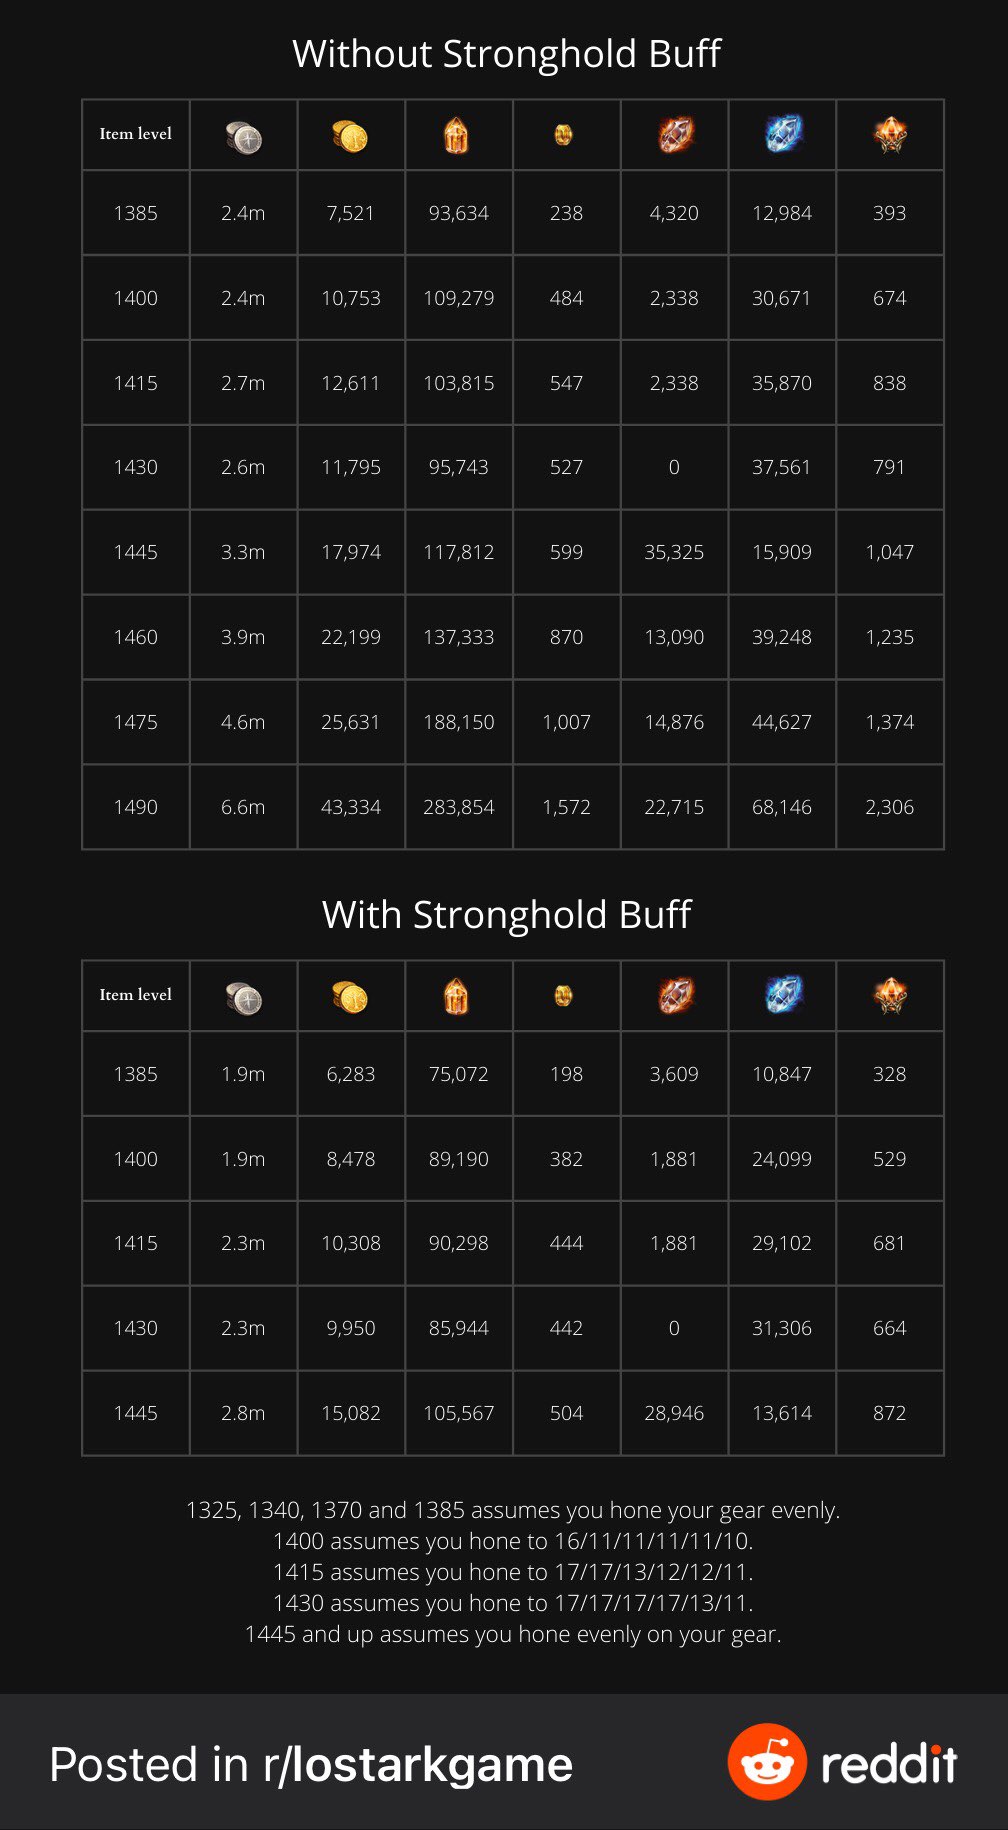 Without Stronghold Buff
Item level
1385 2.4m 7,521 93,634 238 4,320 12,984 393
1400 2.4m 10,753 109,279 484 2,338 30,671 674
1415 2.7m 12,611 103,815 547 2,338 35,870 838
1430 2.6m 11,795 95,743 527 0 37,561 791
1445 3.3m 17,974 117,812 599 35,325 15,909 1,047
1460 3.9m 22,199 137,333 870 13,090 39,248 1,235
1475 4.6m 25,631 188,150 1,007 14,876 44,627 1,374
1490 6.6m 43,334 283,854 1,572 22,715 68,146 2,306
With Stronghold Buff
Item level
1385 1.9m 6,283 75,072 198 3,609 10,847 328
1400 1.9m 8,478 89,190 382 1,881 24,099 529
1415 2.3m 10,308 90,298 444 1,881 29,102 681
1430 2.3m 9,950 85,944 442 0 31,306 664
1445 2.8m 15,082 105,567 504 28,946 13,614 872
1325, 1340, 1370 and 1385 assumes you hone your gear evenly.
1400 assumes you hone to 16/11/11/11/11/10.
1415 assumes you hone to 17/17/13/12/12/11.
1430 assumes you hone to 17/17/17/17/13/11.
1445 and up assumes you hone evenly on your gear.
Posted in r/lostarkgame reddit